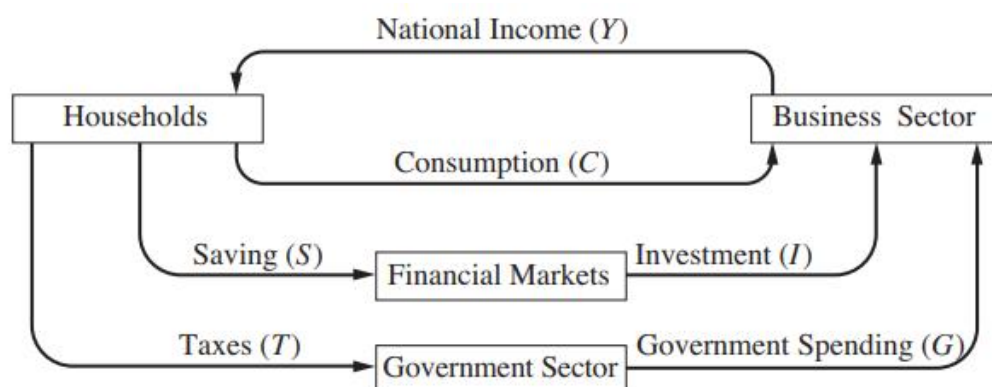 National Income (Y)
Households
Business Sector
Consumption (C)
Saving (S)
Financial Markets
Investment (I)
Taxes (T)
Government Sector
Government Spending (G)